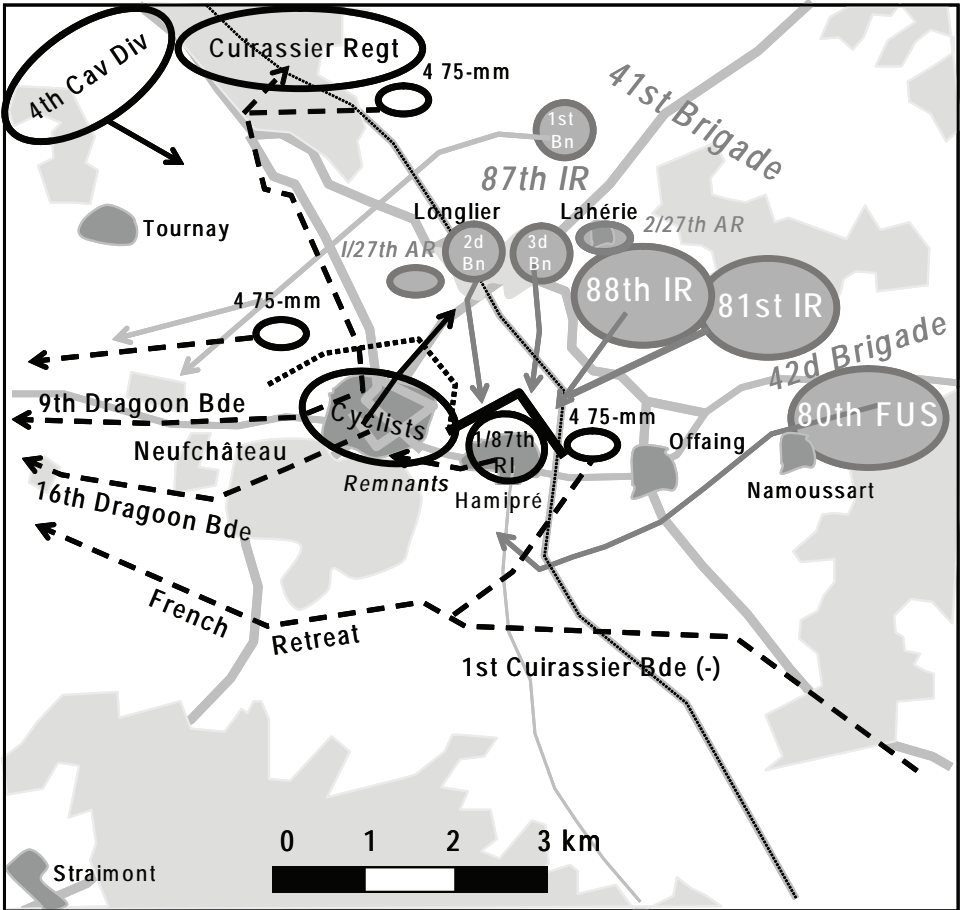 4th Cav Div
Cuirassier Regt
4 75-mm
41st Brigade
1st
Bn
87th IR
Longlier
Lahérie
2/27th AR
Tournay
1/27th AR
2d
Bn
3d
Bn
88th IR
81st IR
4 75-mm
42d Brigade
9th Dragoon Bde
Cyclists
1/87th
RI
4 75-mm
80th FUS
Offaing
Neufchâteau
Remnants
Hamipré
Namoussart
16th Dragoon Bde
French
Retreat
1st Cuirassier Bde (-)
0 1 2 3 km
Straimont